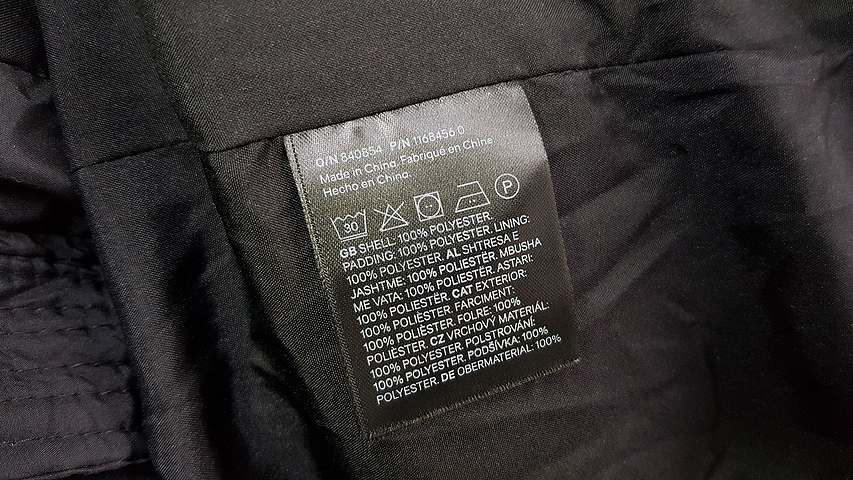 O/N 840854 P/N 1168456 0
Made in China. Fabriqué en Chine
Hecho en China.
30 P
GB SHELL: 100% POLYESTER.
PADDING: 100% POLYESTER. LINING:
100% POLYESTER. AL SHTRESA E
JASHTME: 100% POLIESTËR. MBUSHA
ME VATA: 100% POLIESTËR. ASTARI:
100% POLIESTËR. CAT EXTERIOR:
100% POLIÈSTER. FARCIMENT:
100% POLIÈSTER. FOLRE: 100%
POLIÈSTER. CZ VRCHOVÝ MATERIÁL:
100% POLYESTER. POLSTROVÁNÍ:
100% POLYESTER. PODŠÍVKA: 100%
POLYESTER. DE OBERMATERIAL: 100%